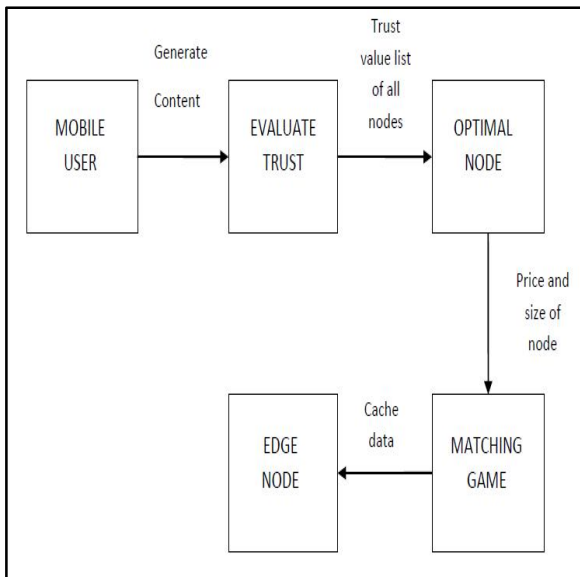 Generate
Content
Trust
value list
of all
nodes
MOBILE
USER
EVALUATE
TRUST
OPTIMAL
NODE
Price and
size of
node
Cache
data
EDGE
NODE
MATCHING
GAME